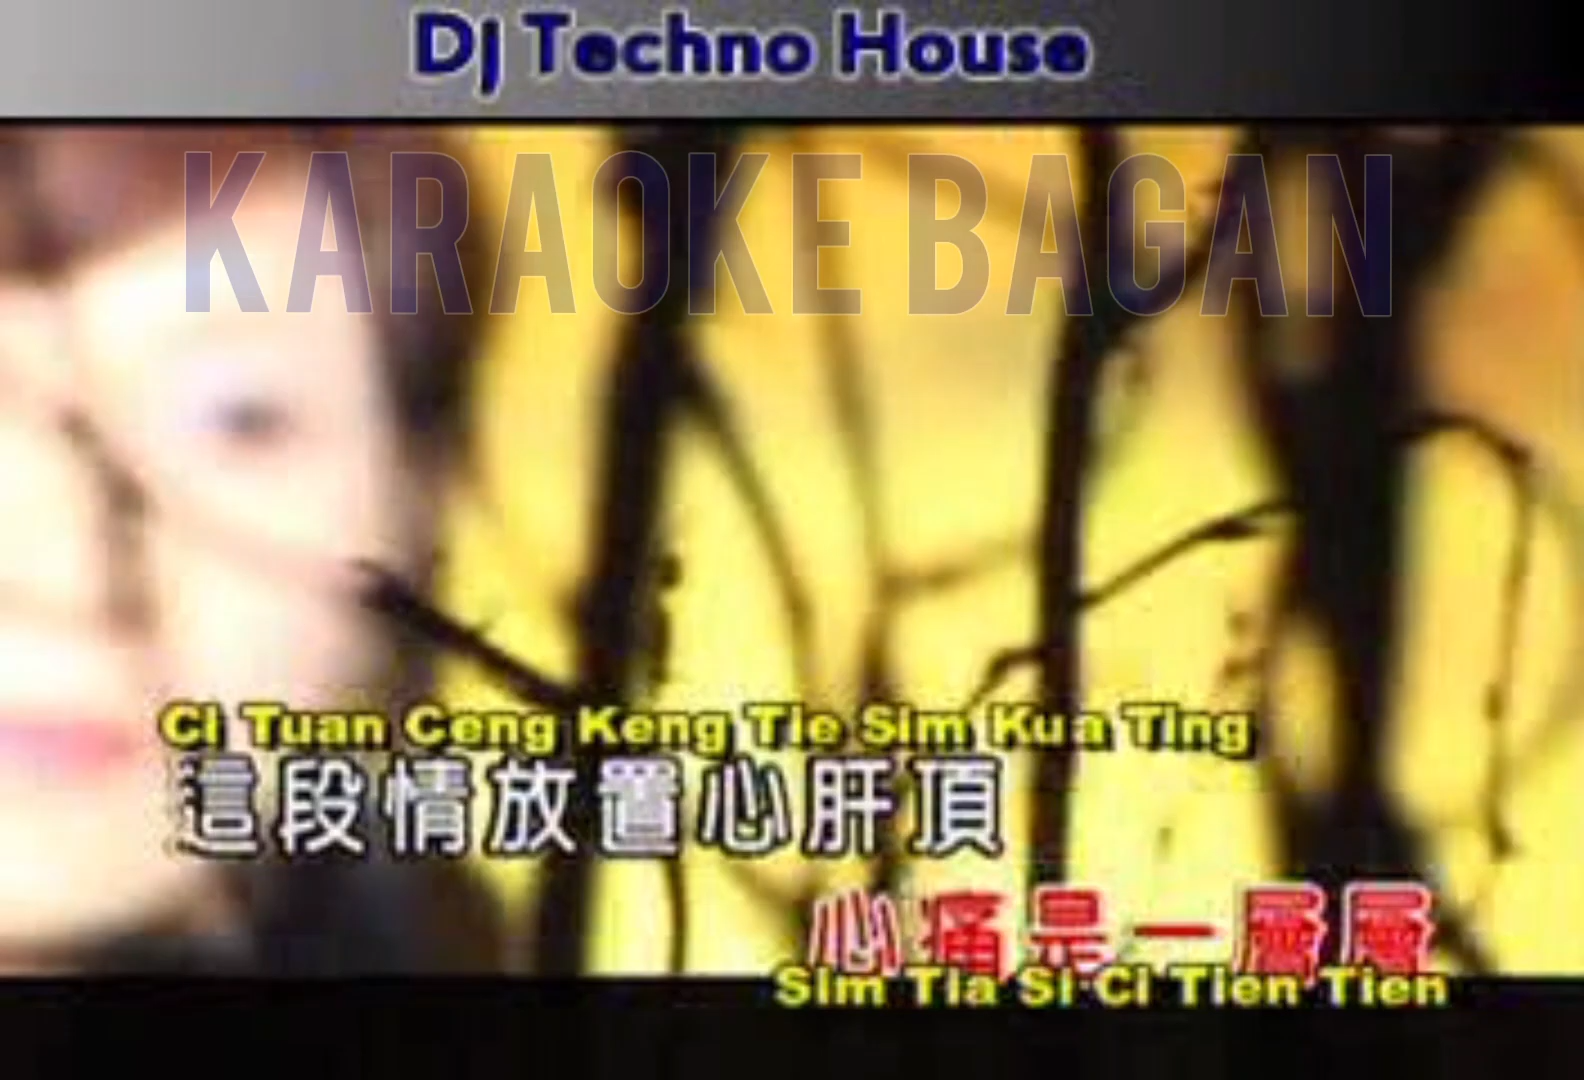 Dj Techno House
KARAOKE BAGAN
Ci Tuan Ceng Keng Tie Sim Kua Ting
這段情放置心肝頂
心痛是一層層
Sim Tia Si Ci Tien Tien